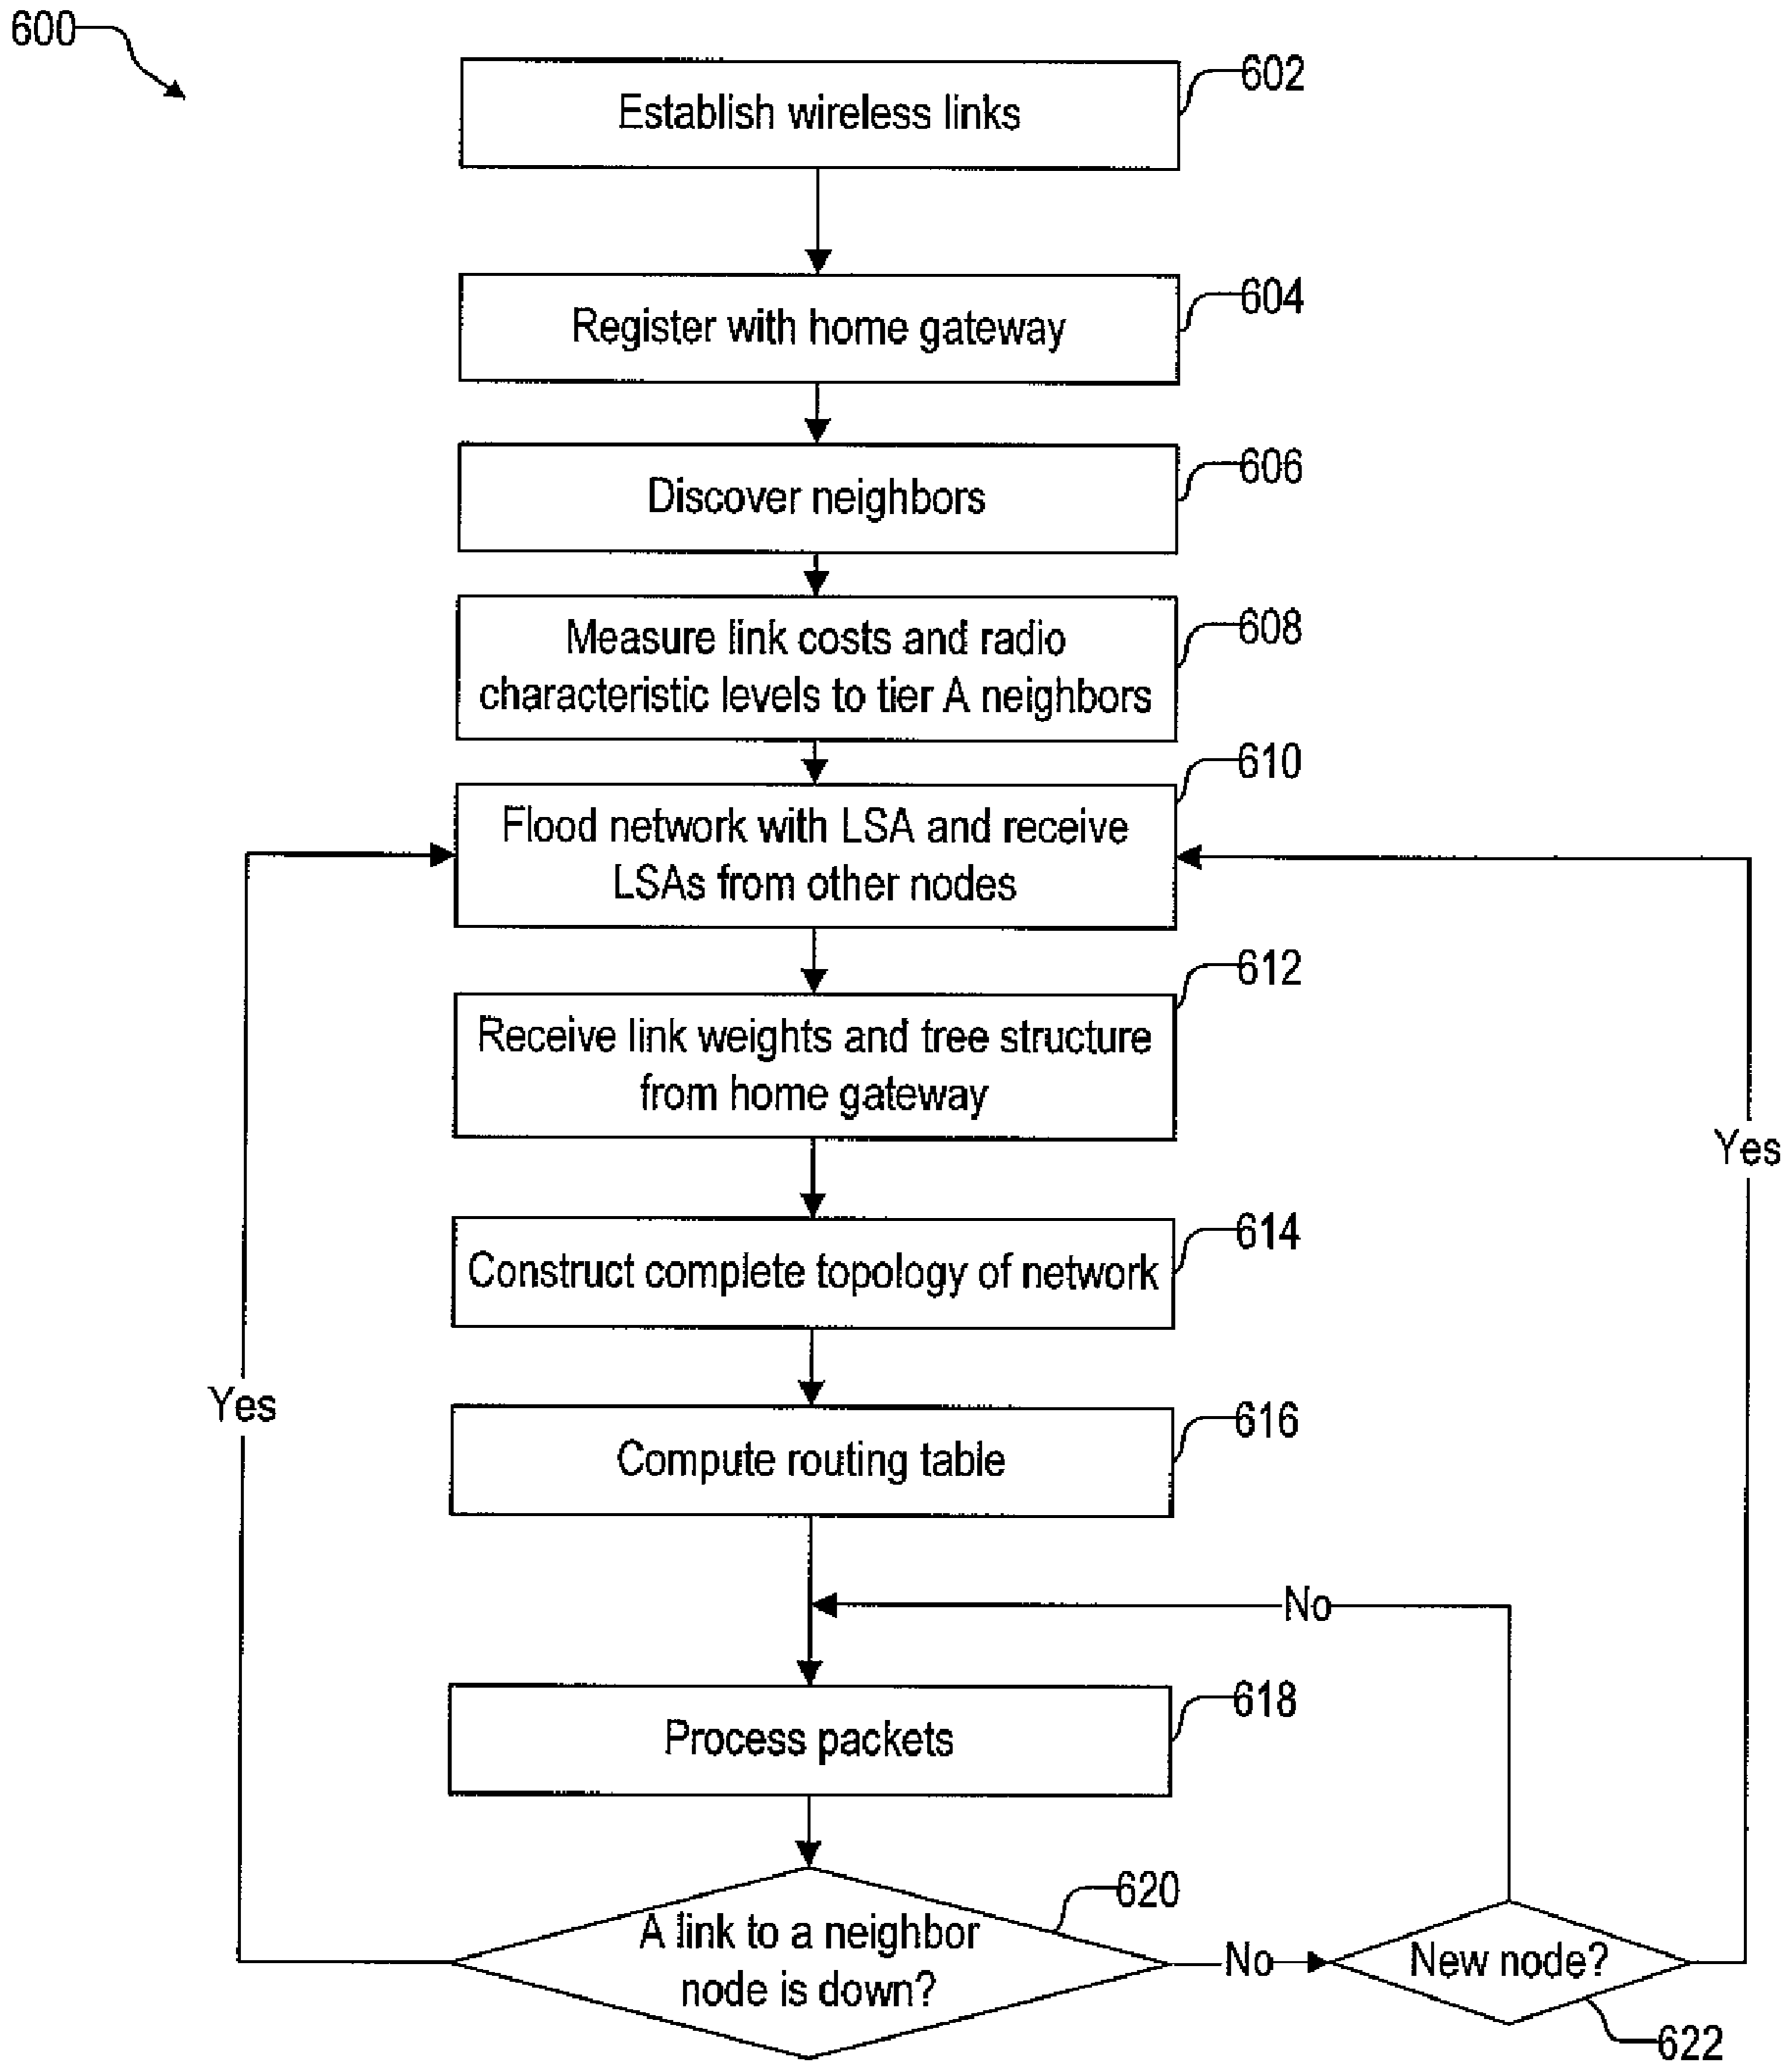 600
602
Establish wireless links
604
Register with home gateway
606
Discover neighbors
608
Measure link costs and radio
characteristic levels to tier A neighbors
610
Flood network with LSA and receive
LSAs from other nodes
612
Receive link weights and tree structure
from home gateway
Yes
614
Construct complete topology of network
Yes
616
Compute routing table
No
618
Process packets
620
A link to a neighbor
node is down?
No
New node?
622